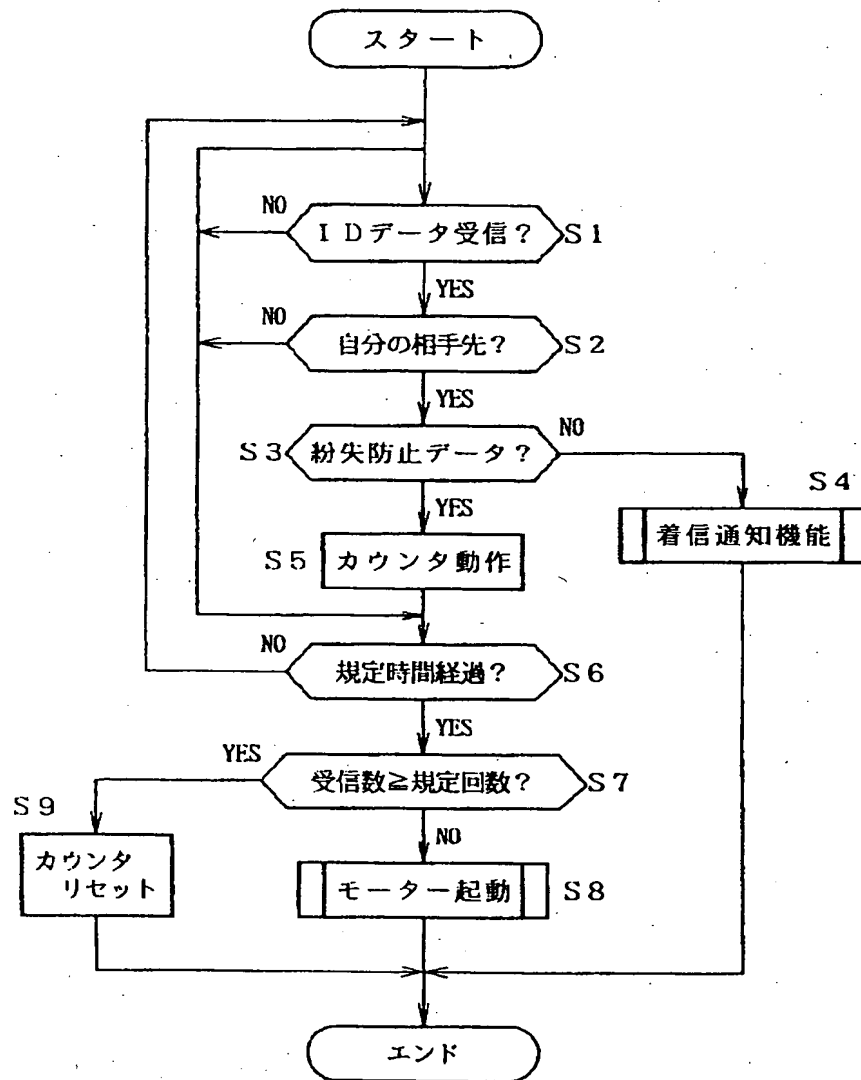 スタート
NO
IDデータ受信?
S1
YES
NO
自分の相手先?
S2
YES
S3
紛失防止データ?
NO
YES
S4
着信通知機能
S5
カウンタ動作
NO
規定時間経過?
S6
YES
YES
受信数≧規定回数?
S7
S9
カウンタ
リセット
NO
モーター起動
S8
エンド